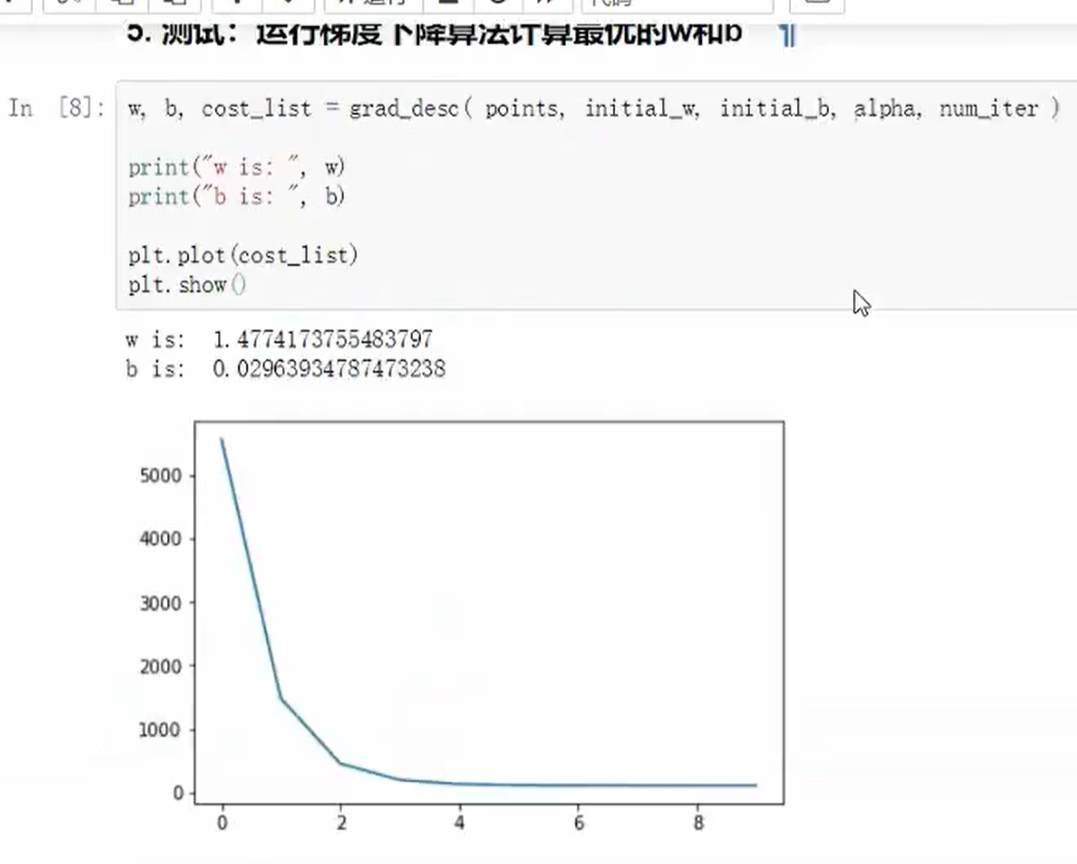 5. 测试：运行梯度下降算法计算最优的w和b ¶
In [8]:
w, b, cost_list = grad_desc( points, initial_w, initial_b, alpha, num_iter )
print("w is: ", w)
print("b is: ", b)
plt.plot(cost_list)
plt.show()
w is: 1.4774173755483797
b is: 0.02963934787473238
5000
4000
3000
2000
1000
0
0 2 4 6 8